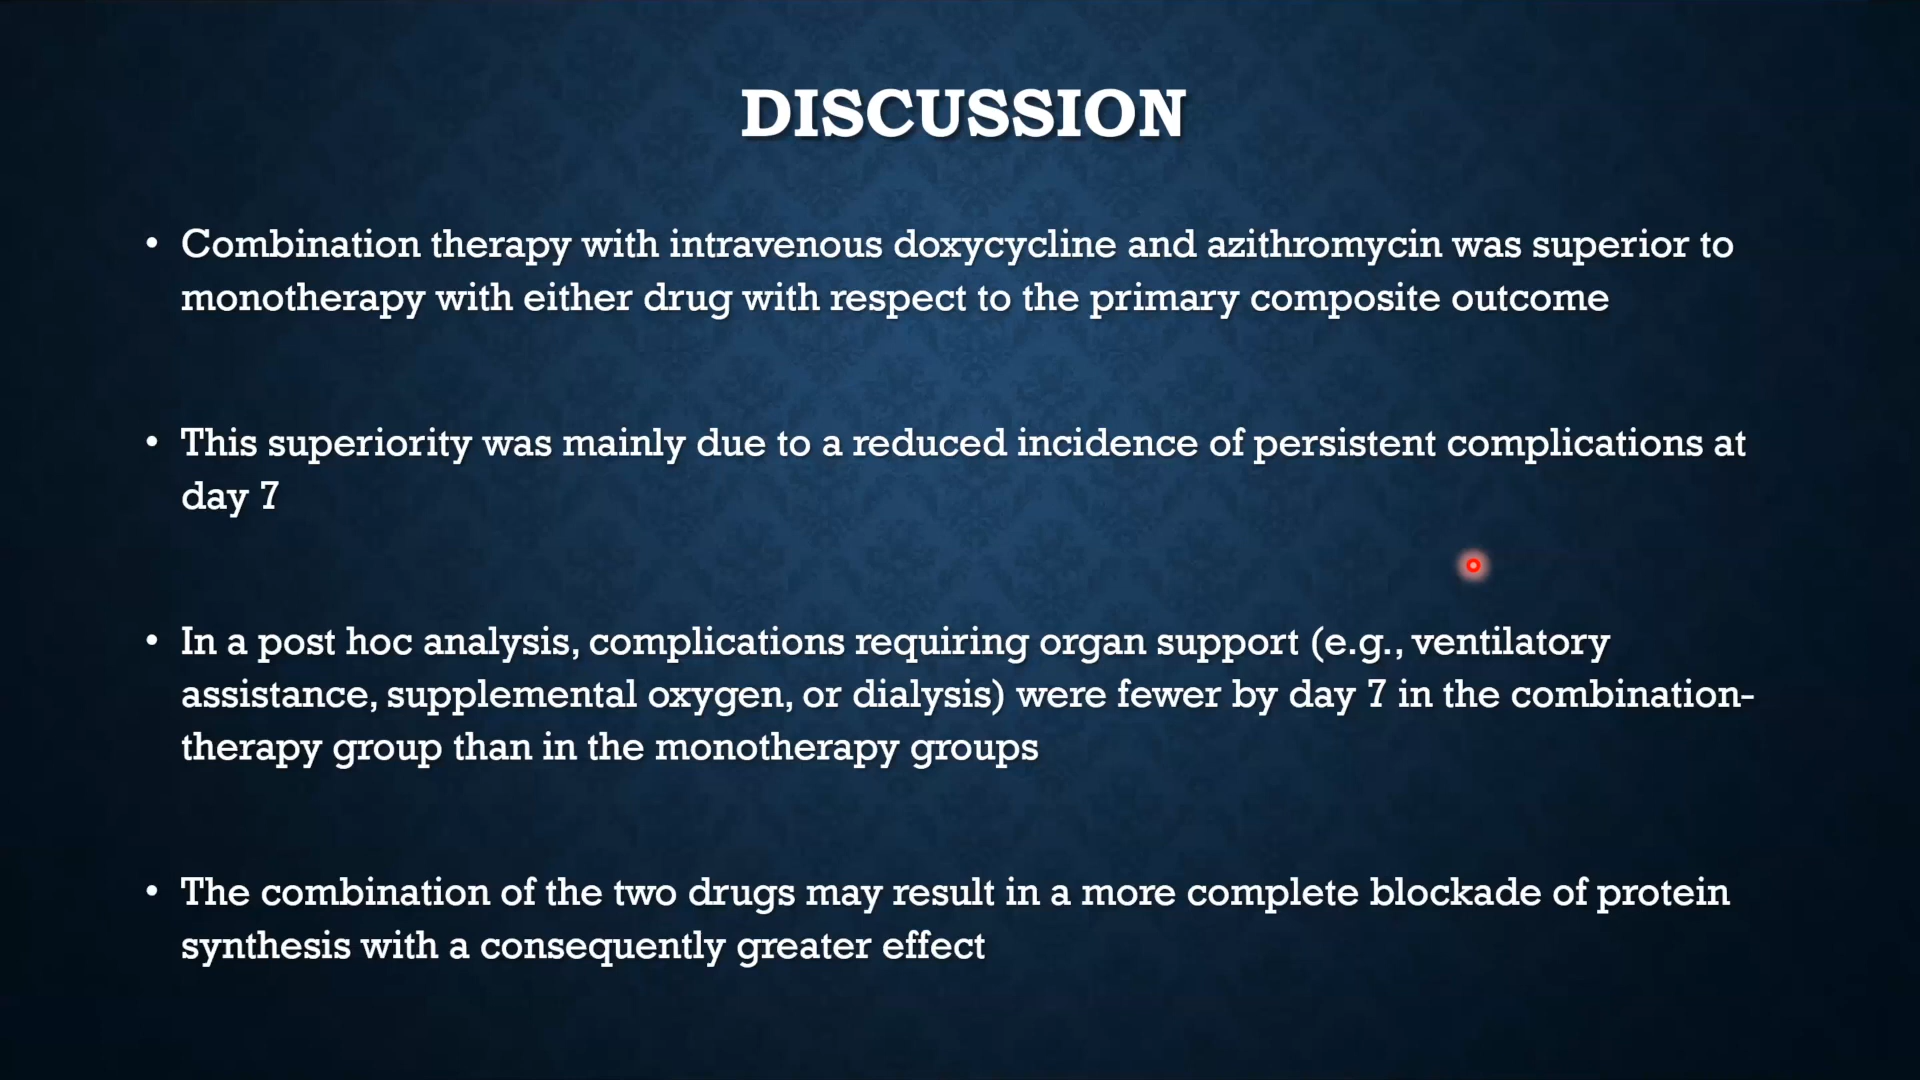 DISCUSSION
• Combination therapy with intravenous doxycycline and azithromycin was superior to
monotherapy with either drug with respect to the primary composite outcome
• This superiority was mainly due to a reduced incidence of persistent complications at
day 7
• In a post hoc analysis, complications requiring organ support (e.g., ventilatory
assistance, supplemental oxygen, or dialysis) were fewer by day 7 in the combination-
therapy group than in the monotherapy groups
• The combination of the two drugs may result in a more complete blockade of protein
synthesis with a consequently greater effect